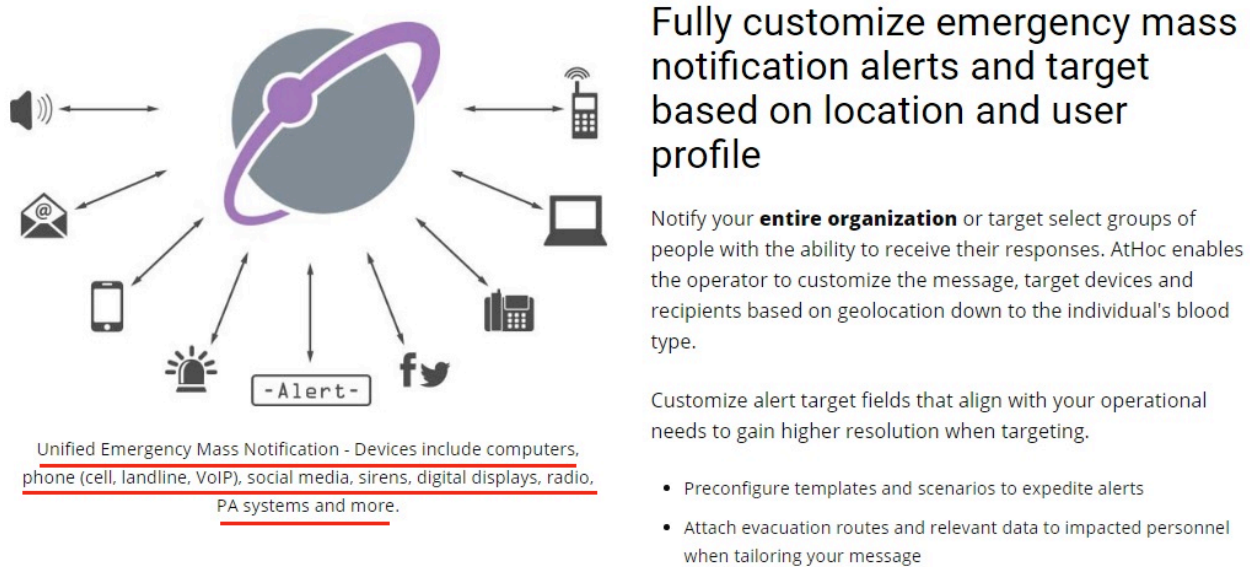 @
-Alert-
Unified Emergency Mass Notification - Devices include computers,
phone (cell, landline, VoIP), social media, sirens, digital displays, radio,
PA systems and more.
Fully customize emergency mass
notification alerts and target
based on location and user
profile
Notify your entire organization or target select groups of
people with the ability to receive their responses. AtHoc enables
the operator to customize the message, target devices and
recipients based on geolocation down to the individual's blood
type.
Customize alert target fields that align with your operational
needs to gain higher resolution when targeting.
• Preconfigure templates and scenarios to expedite alerts
• Attach evacuation routes and relevant data to impacted personnel
when tailoring your message